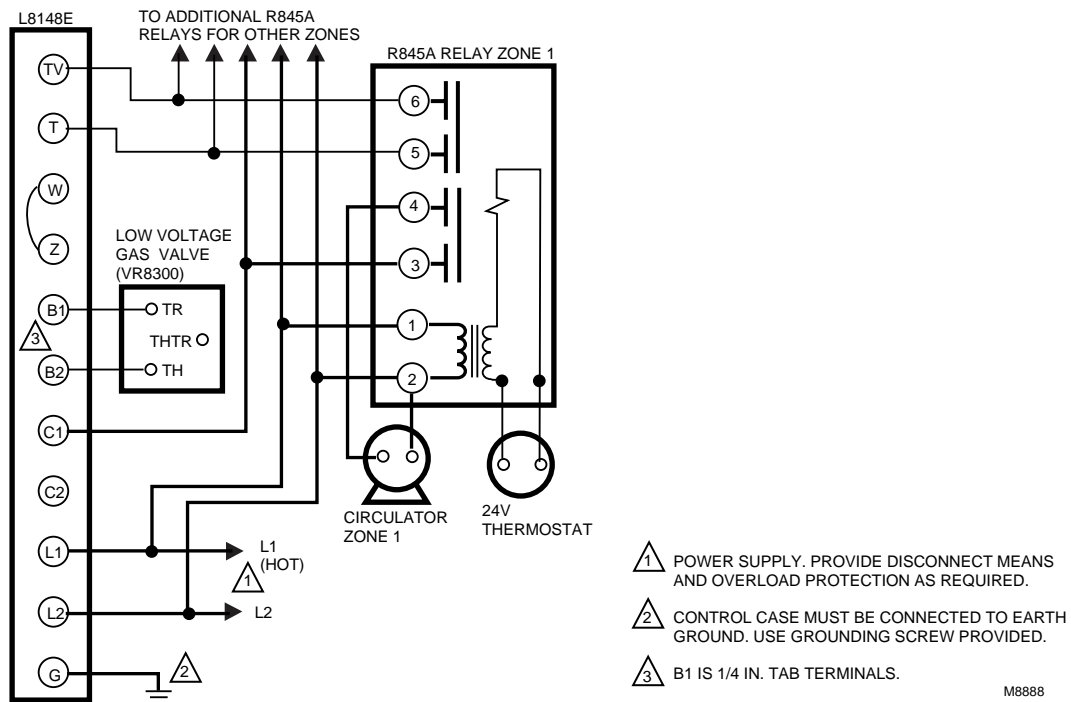 L8148E
TO ADDITIONAL R845A
RELAYS FOR OTHER ZONES
R845A RELAY ZONE 1
TV
T
W
Z
B1
B2
C1
C2
L1
L2
G
3
LOW VOLTAGE
GAS VALVE
(VR8300)
TR
THTR
TH
6
5
4
3
1
2
CIRCULATOR
ZONE 1
24V
THERMOSTAT
L1
(HOT)
1
L2
2
1 POWER SUPPLY. PROVIDE DISCONNECT MEANS
AND OVERLOAD PROTECTION AS REQUIRED.
2 CONTROL CASE MUST BE CONNECTED TO EARTH
GROUND. USE GROUNDING SCREW PROVIDED.
3 B1 IS 1/4 IN. TAB TERMINALS.
M8888